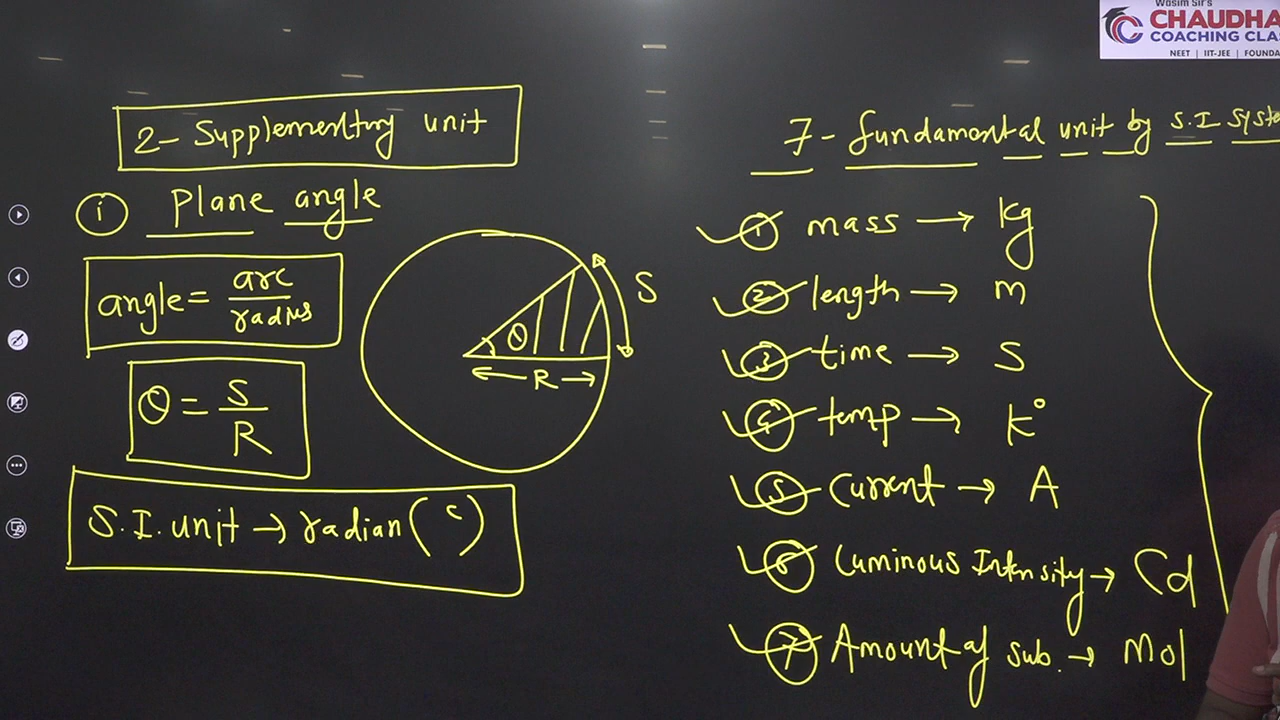 Wasim Sir's
CHAUDHA
COACHING CLAS
NEET | IIT-JEE | FOUNDA
2- Supplementry unit
i Plane angle
angle = arc / radius
θ = S / R
S.I. unit → radian (ᶜ)
θ
R
S
7- fundamental unit by S.I System
1 mass → kg
2 length → m
3 time → S
4 temp → K°
5 Current → A
6 Luminous Intensity → Cd
7 Amount of sub. → Mol